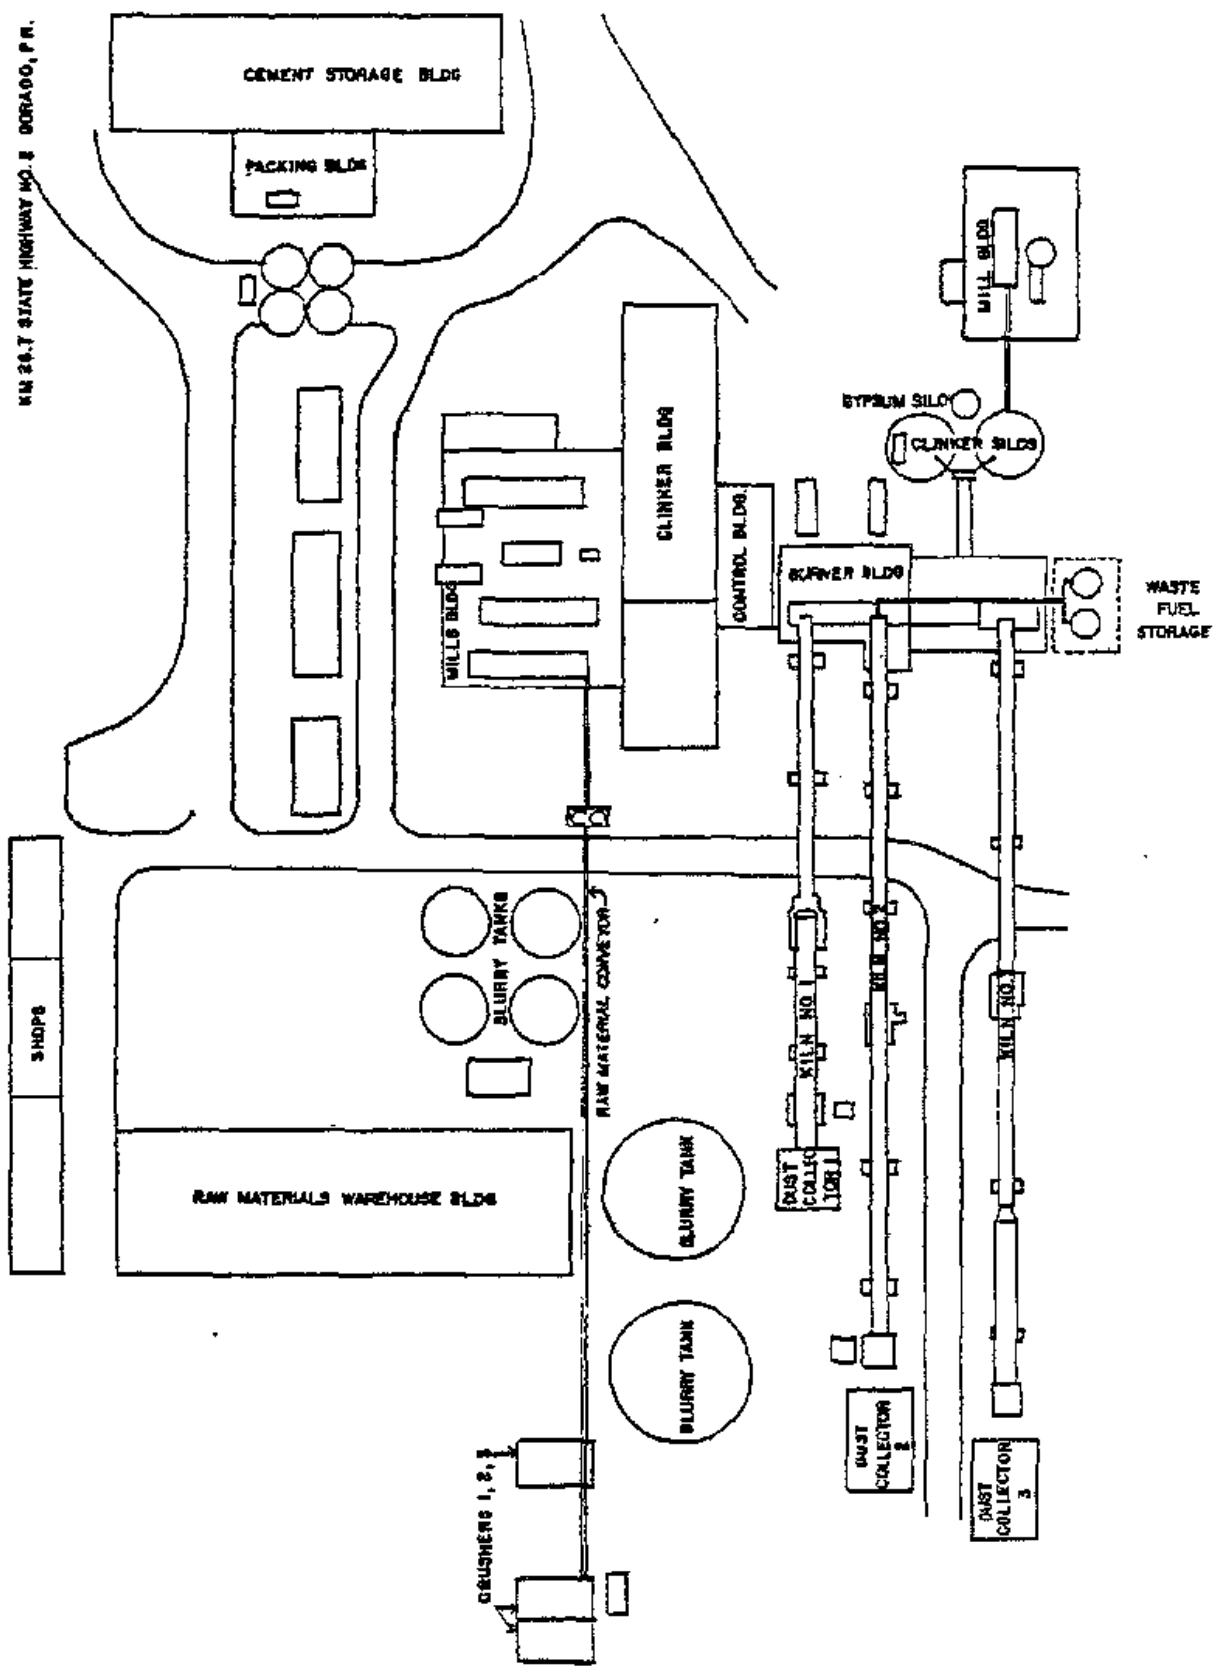 KM 26.7 STATE HIGHWAY NO. 2 DORADO, P.R.
CEMENT STORAGE BLDG
PACKING BLDG
MILL BLDG.
GYPSUM SILO
CLINKER SILOS
CLINKER BLDG
CONTROL BLDG.
BURNER BLDG
WASTE
FUEL
STORAGE
MILLS BLDG
SHOPS
SLURRY TANKS
RAW MATERIAL CONVEYOR
KILN NO. 1
KILN NO. 2
KILN NO.
RAW MATERIALS WAREHOUSE BLDG
SLURRY TANK
SLURRY TANK
DUST
COLLEC
TOR 1
DUST
COLLECTOR
2
DUST
COLLECTOR
3
CRUSHERS 1, 2, 3